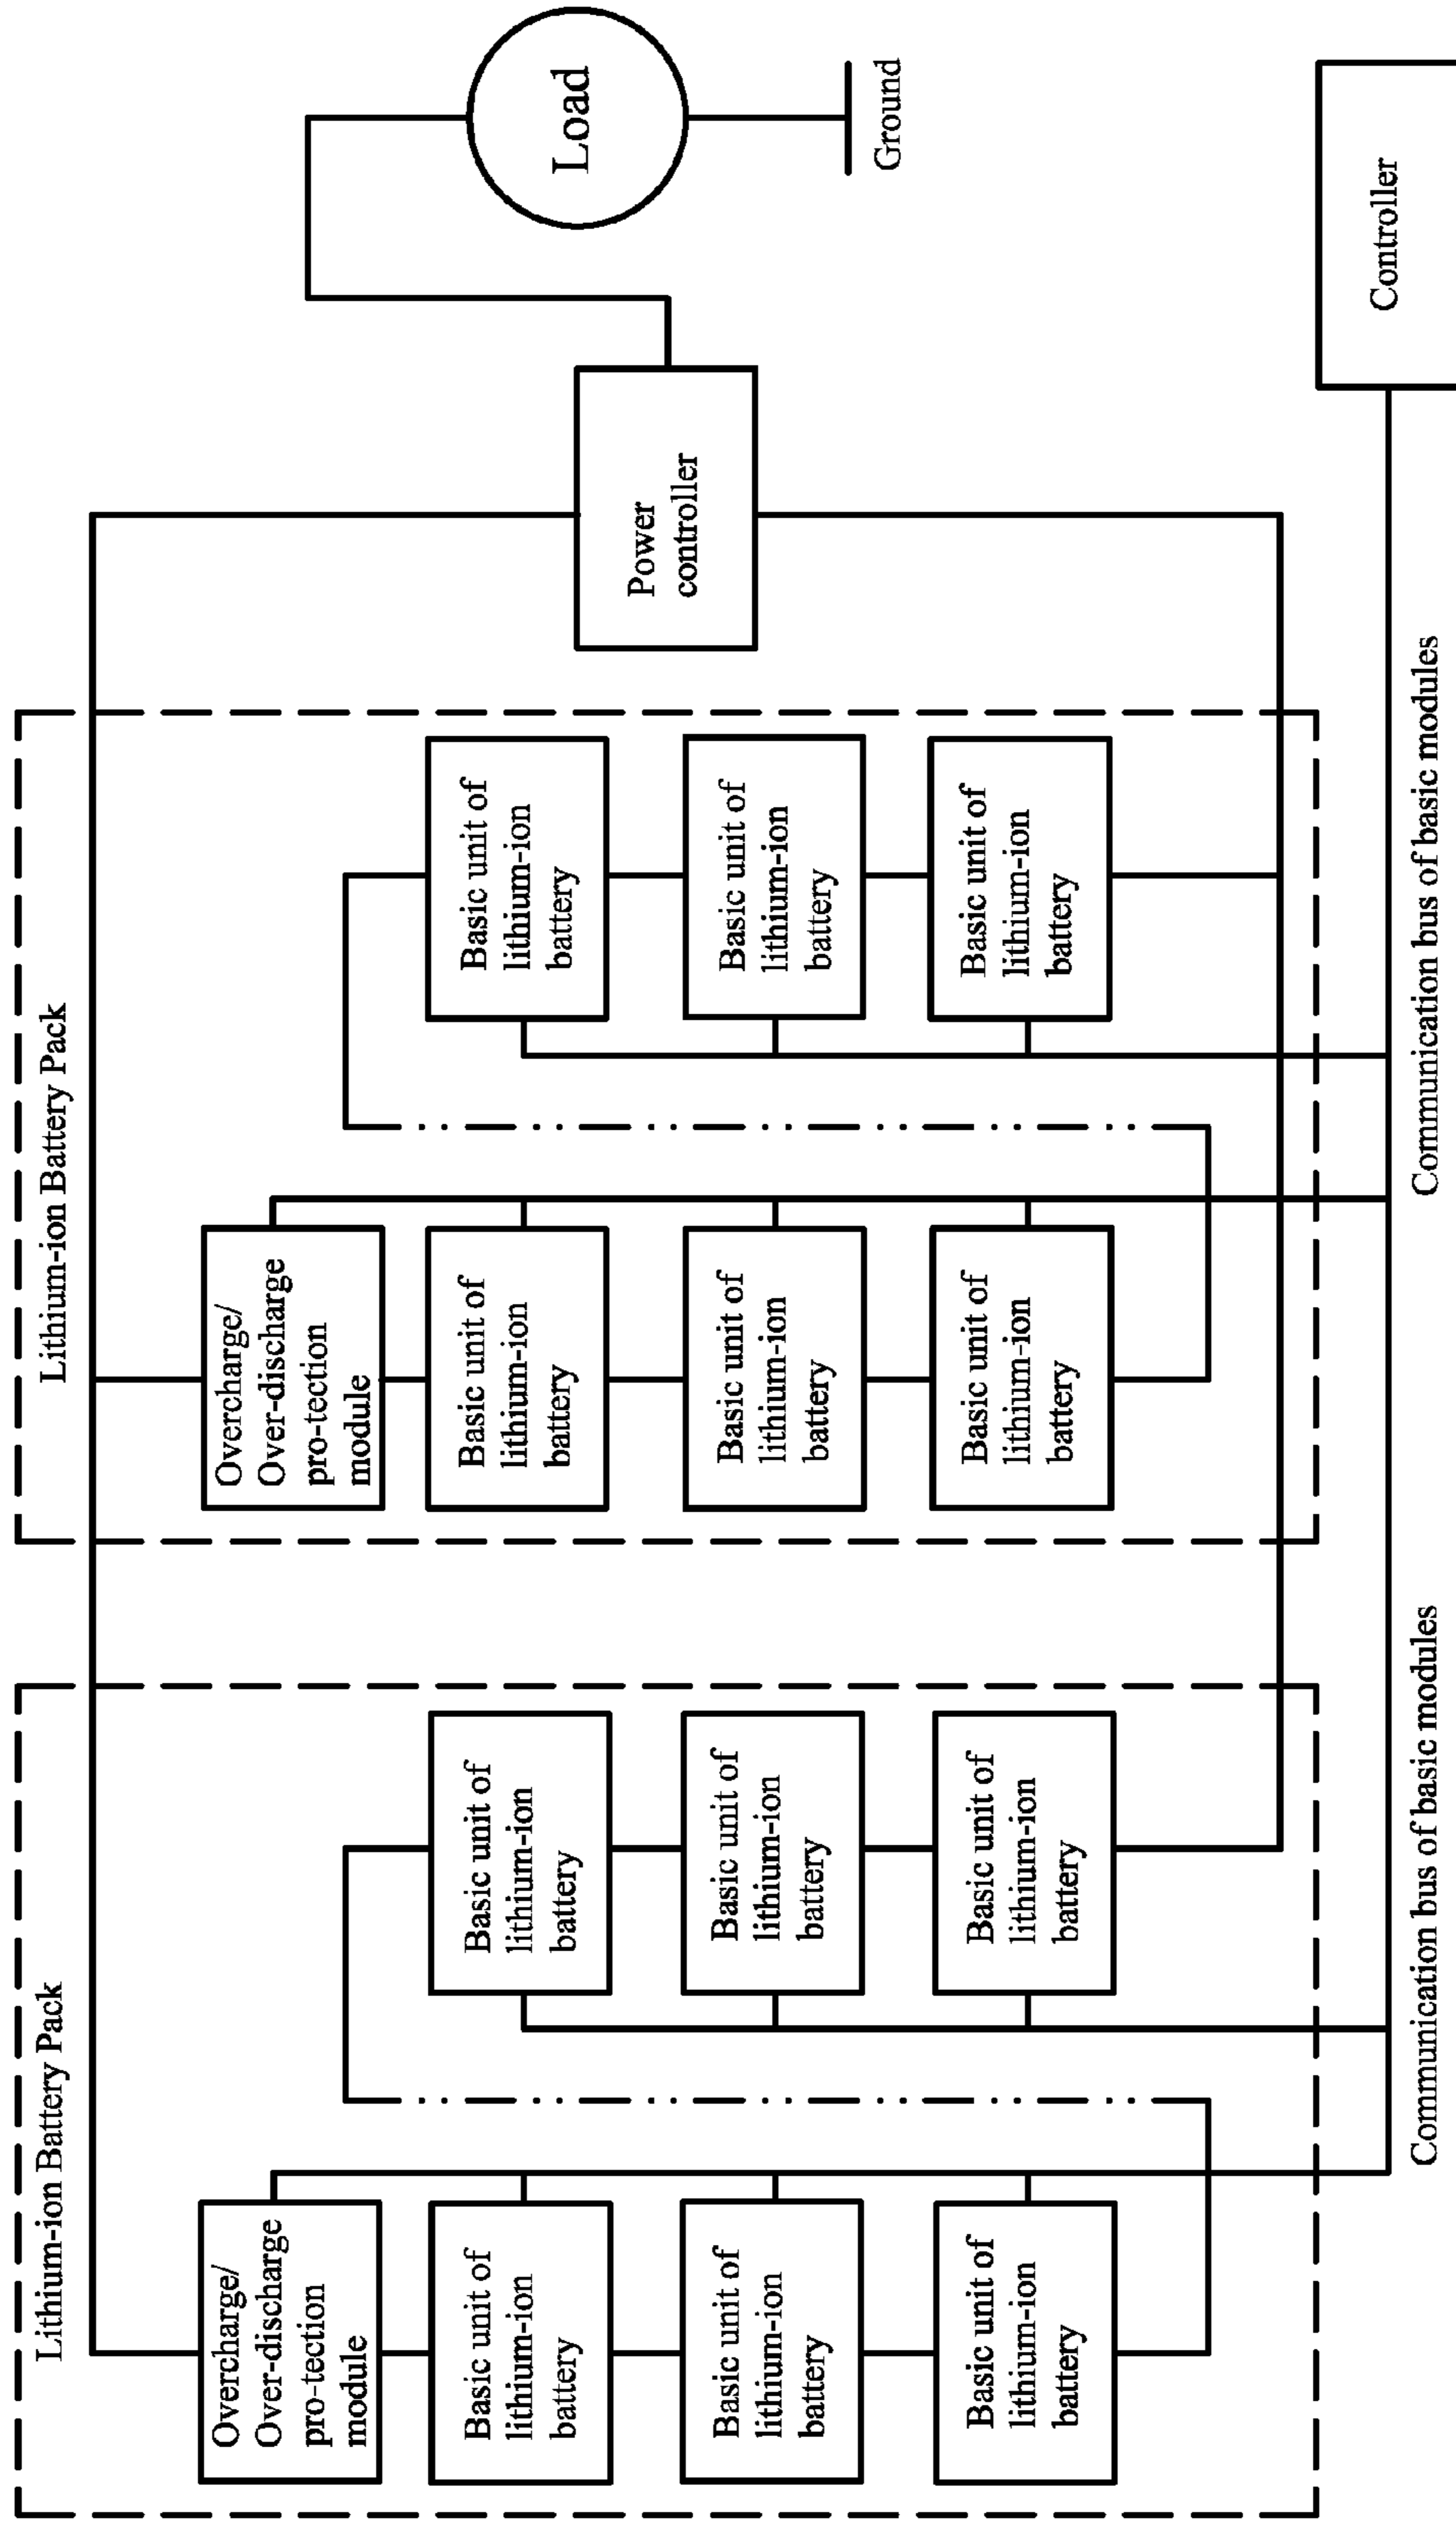 Lithium-ion Battery Pack
Overcharge/
Over-discharge
pro-tection
module
Basic unit of
lithium-ion
battery
Basic unit of
lithium-ion
battery
Basic unit of
lithium-ion
battery
Basic unit of
lithium-ion
battery
Basic unit of
lithium-ion
battery
Basic unit of
lithium-ion
battery
Communication bus of basic modules
Lithium-ion Battery Pack
Overcharge/
Over-discharge
pro-tection
module
Basic unit of
lithium-ion
battery
Basic unit of
lithium-ion
battery
Basic unit of
lithium-ion
battery
Basic unit of
lithium-ion
battery
Basic unit of
lithium-ion
battery
Basic unit of
lithium-ion
battery
Communication bus of basic modules
Power
controller
Load
Ground
Controller